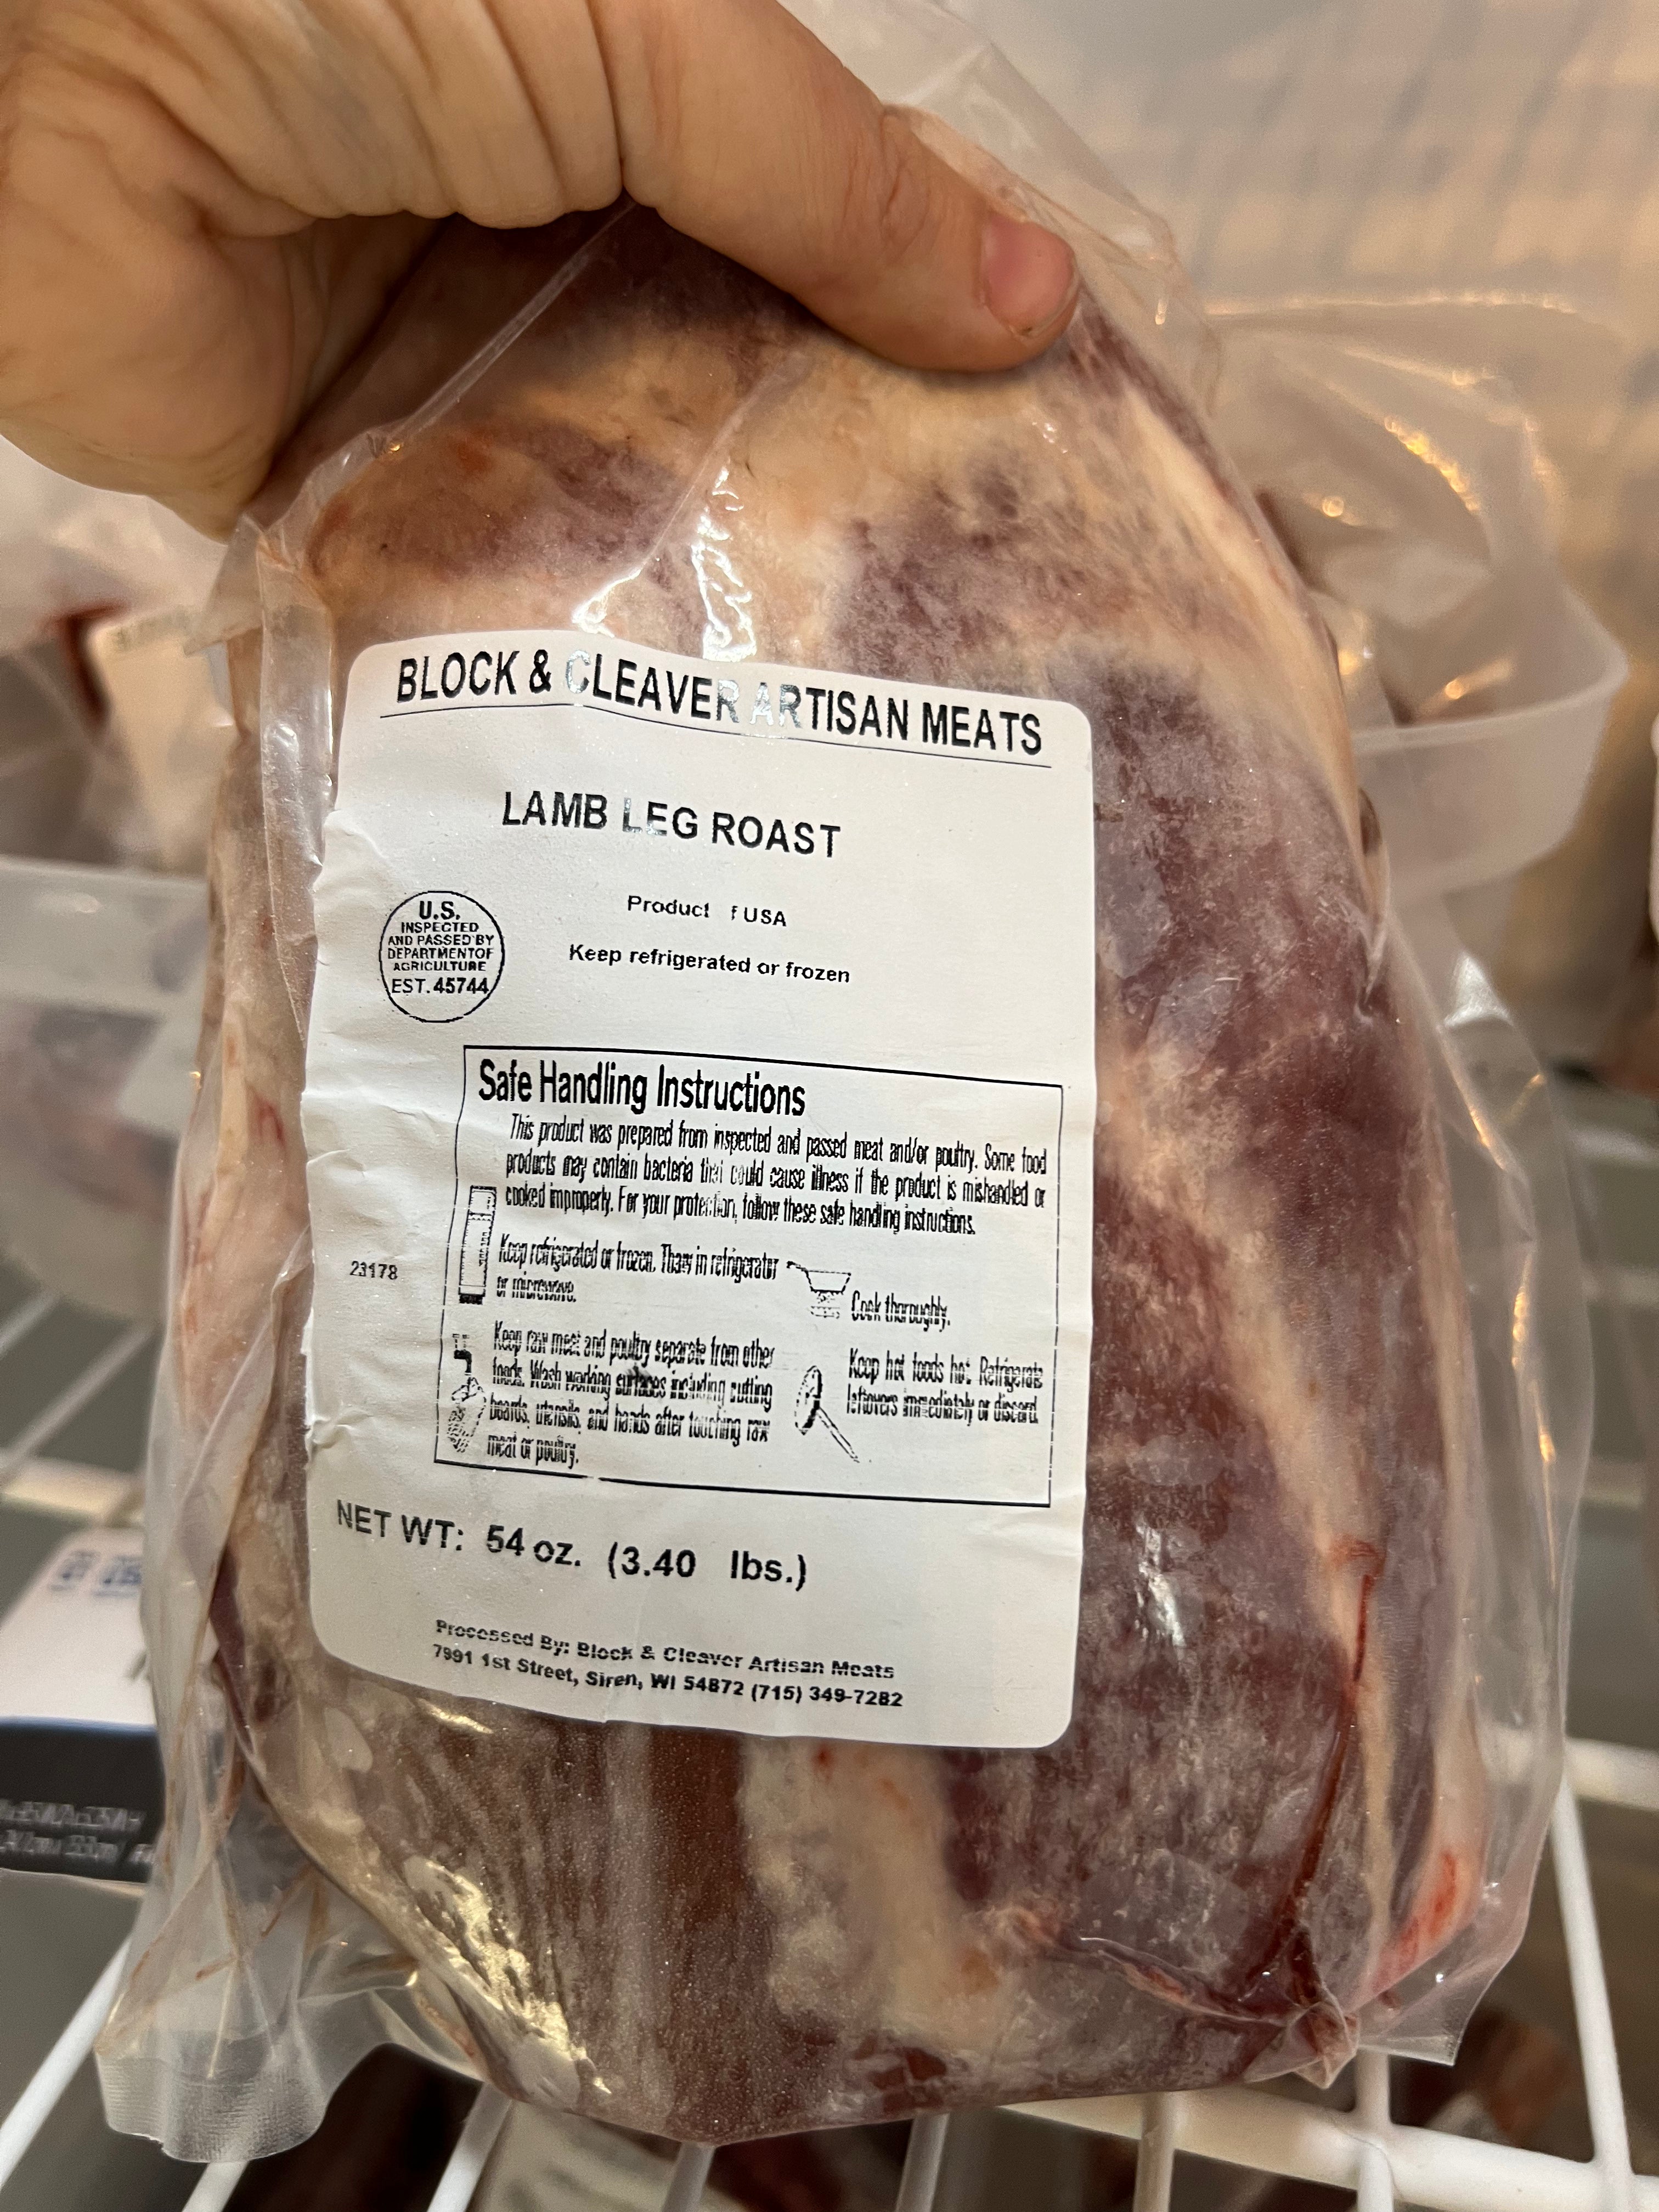 BLOCK & CLEAVER ARTISAN MEATS
LAMB LEG ROAST
Product f USA
Keep refrigerated or frozen
U.S.
INSPECTED
AND PASSED BY
DEPARTMENT OF
AGRICULTURE
EST. 45744
Safe Handling Instructions
This product was prepared from inspected and passed meat and/or poultry. Some food
products may contain bacteria that could cause illness if the product is mishandled or
cooked improperly. For your protection, follow these safe handling instructions.
Keep refrigerated or frozen. Thaw in refrigerator
or microwave.
Cook thoroughly.
Keep raw meat and poultry separate from other
foods. Wash working surfaces including cutting
boards, utensils, and hands after touching raw
meat or poultry.
Keep hot foods hot. Refrigerate
leftovers immediately or discard.
23178
NET WT: 54 oz. (3.40 lbs.)
Processed By: Block & Cleaver Artisan Meats
7991 1st Street, Siren, WI 54872 (715) 349-7282